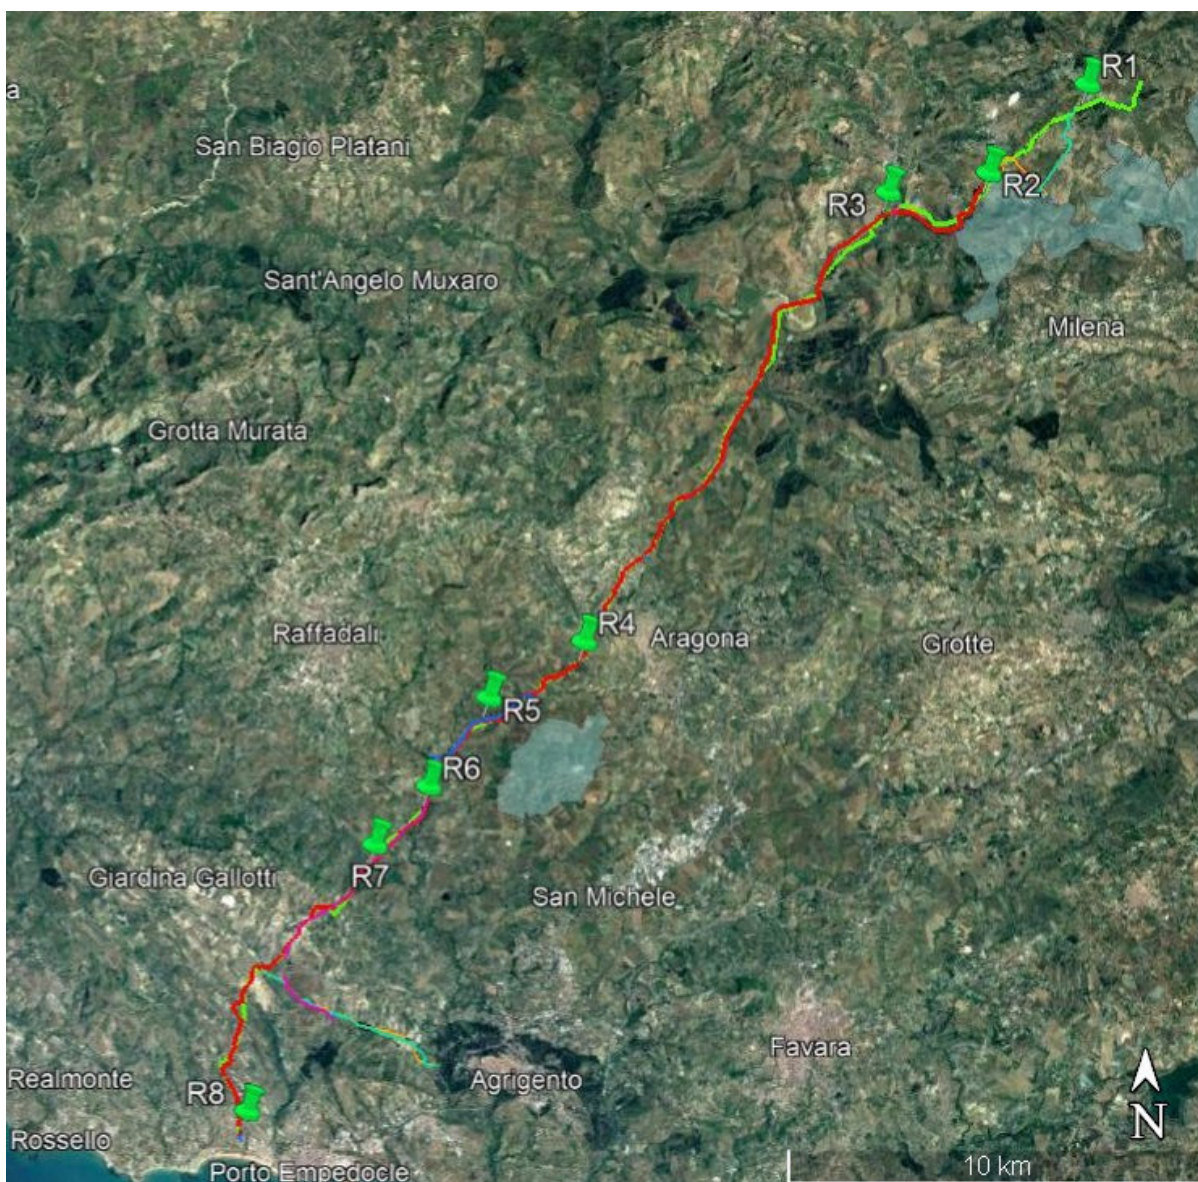 R1
a
San Biagio Platani
R2
R3
Sant'Angelo Muxaro
Milena
Grotta Murata
R4
Raffadali
Aragona
Grotte
R5
R6
R7
Giardina Gallotti
San Michele
Favara
Realmonte
R8
Agrigento
N
Rossello
Porto Empedocle
10 km